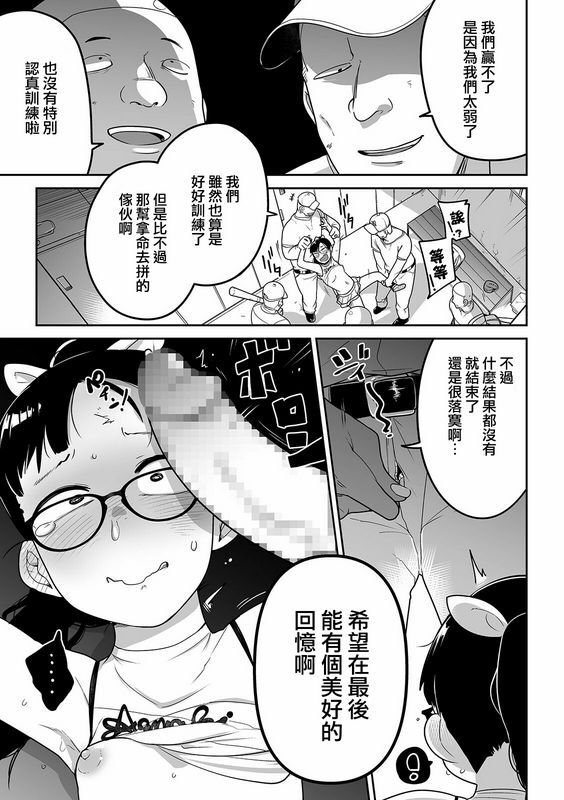 我們贏不了
是因為我們太弱了
也沒有特別
認真訓練啦
我們
雖然也算是
好好訓練了
但是比不過
那幫拿命去拼的
傢伙啊
誒?
等等
不過
什麼結果都沒有
就結束了
還是很落寞啊…
ボロン
希望在最後
能有個美好的
回憶啊